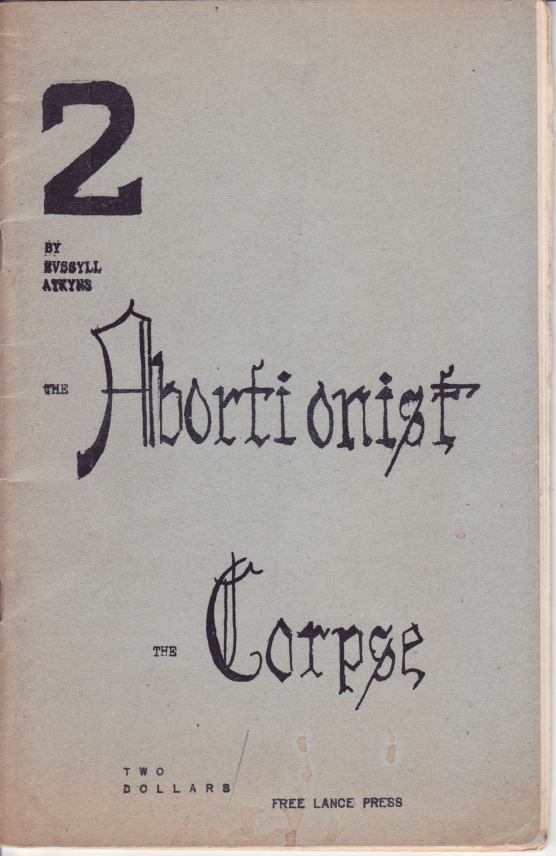 2
BY
RVSSYLL
ATKYNS
THE Abortionist
THE Corpse
TWO
DOLLARS
FREE LANCE PRESS